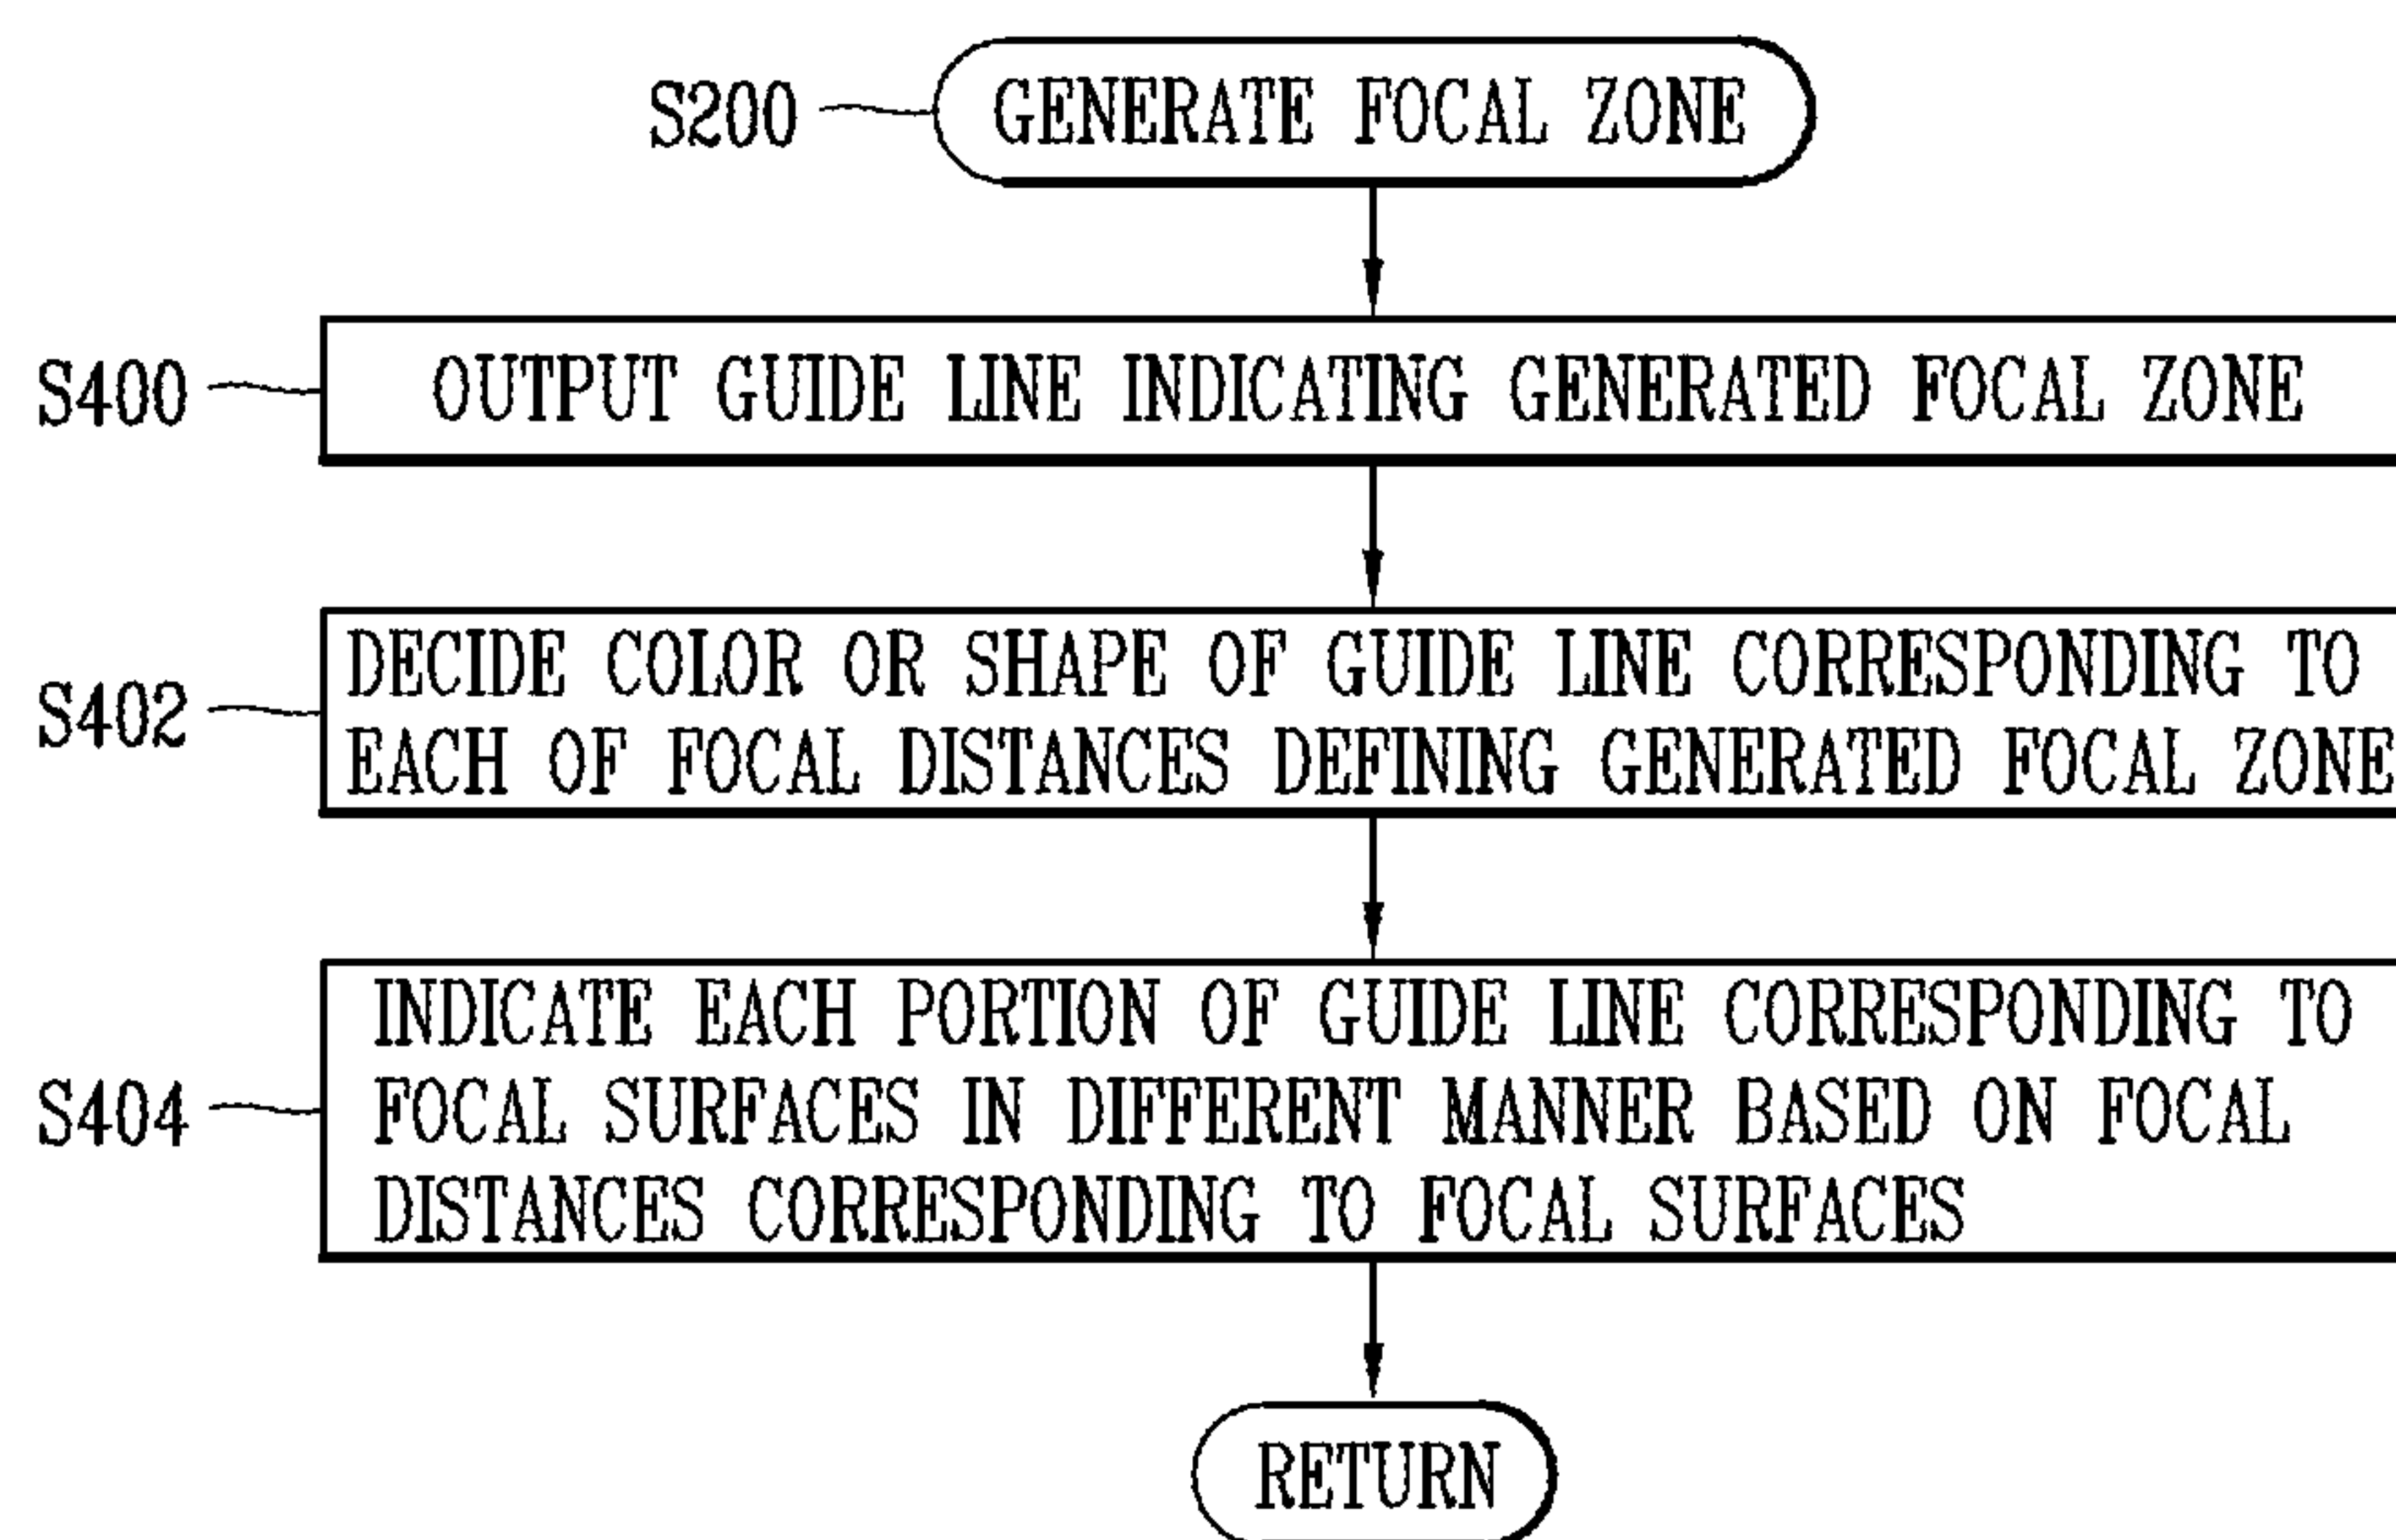 S200 GENERATE FOCAL ZONE
S400 OUTPUT GUIDE LINE INDICATING GENERATED FOCAL ZONE
DECIDE COLOR OR SHAPE OF GUIDE LINE CORRESPONDING TO
S402 EACH OF FOCAL DISTANCES DEFINING GENERATED FOCAL ZONE
INDICATE EACH PORTION OF GUIDE LINE CORRESPONDING TO
S404 FOCAL SURFACES IN DIFFERENT MANNER BASED ON FOCAL
DISTANCES CORRESPONDING TO FOCAL SURFACES
RETURN